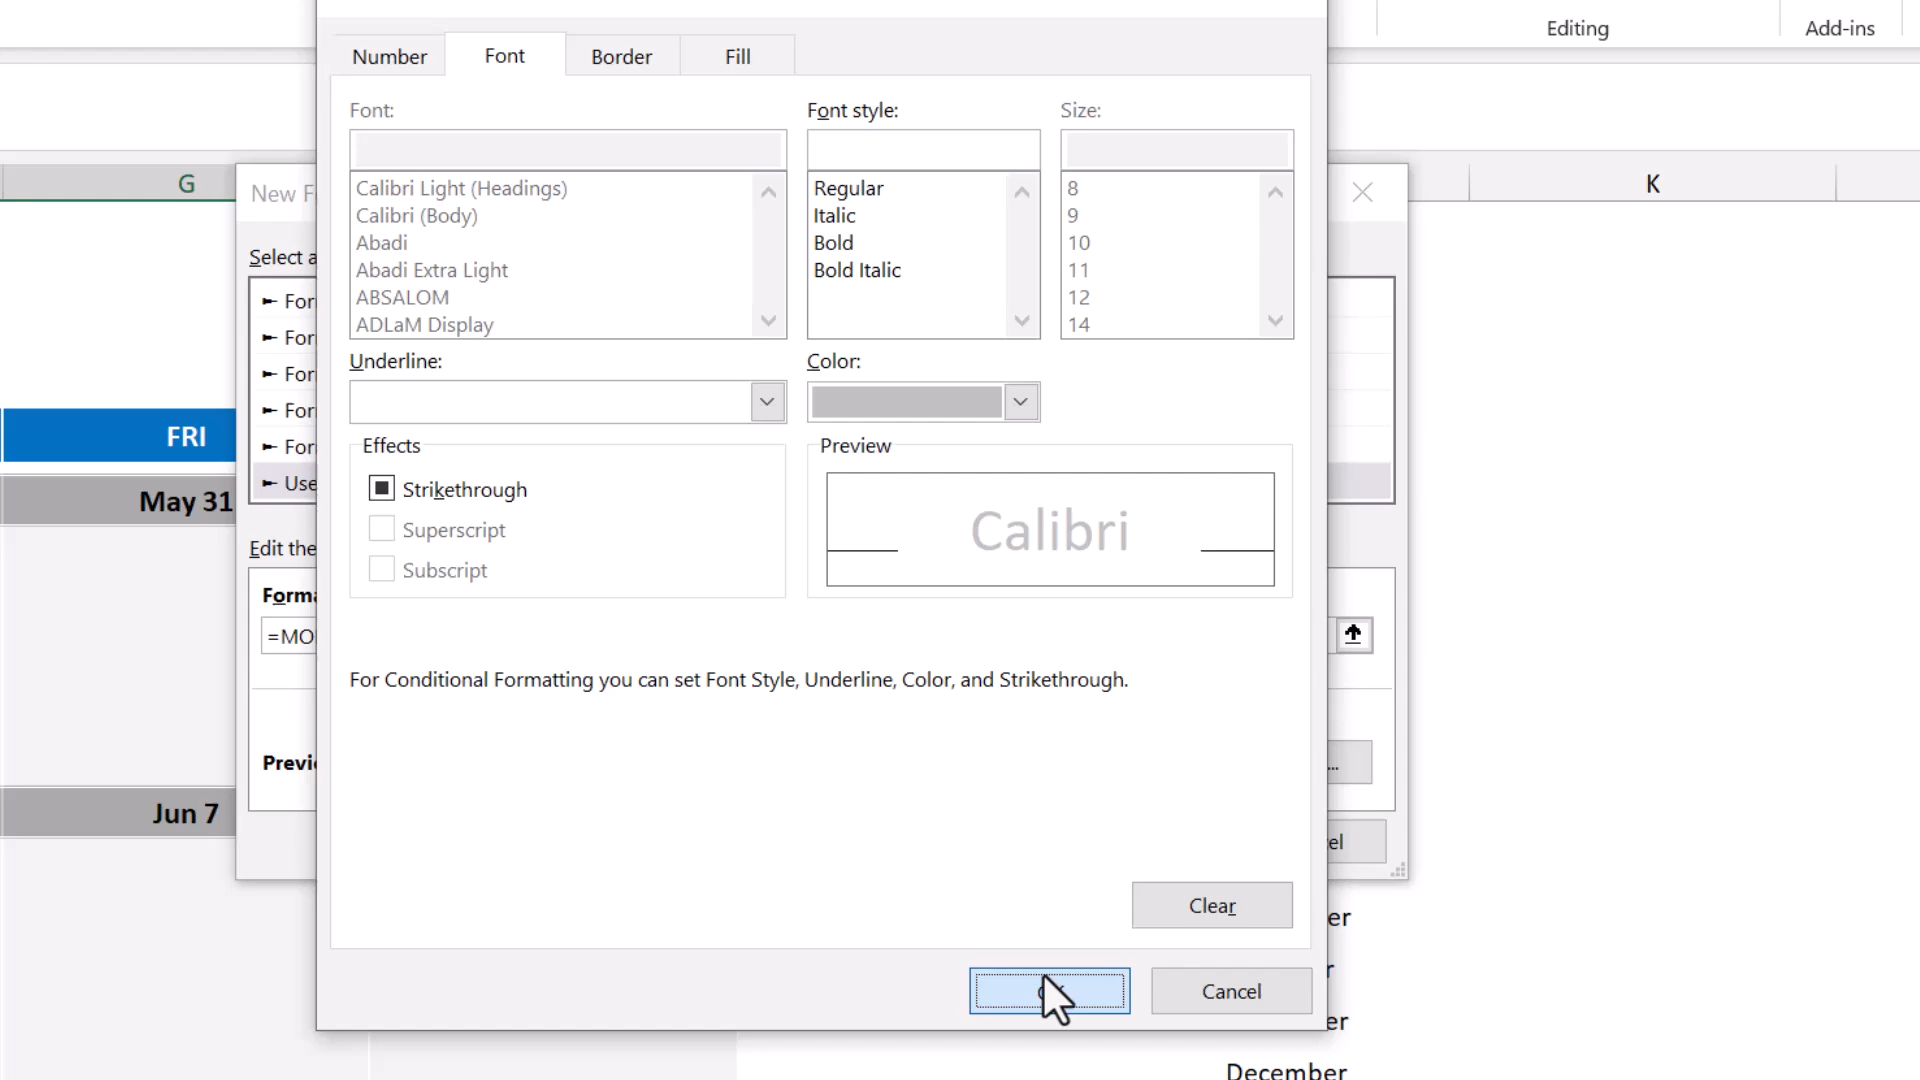 Editing
Add-ins
Number
Font
Border
Fill
Font:
Font style:
Size:
Calibri Light (Headings)
Calibri (Body)
Abadi
Abadi Extra Light
ABSALOM
ADLaM Display
Regular
Italic
Bold
Bold Italic
8
9
10
11
12
14
G
K
New F
Select a
For
For
For
For
For
Use
Underline:
Color:
FRI
May 31
Effects
Strikethrough
Superscript
Subscript
Preview
Calibri
Edit the
Forma
=MO
For Conditional Formatting you can set Font Style, Underline, Color, and Strikethrough.
Previ
...
Jun 7
el
Clear
er
r
Cancel
er
December